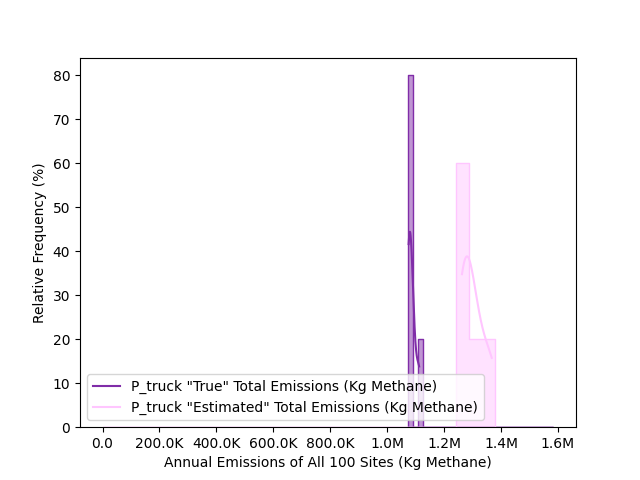 80
70
60
50
40
30
20
10
0
Relative Frequency (%)
P_truck "True" Total Emissions (Kg Methane)
P_truck "Estimated" Total Emissions (Kg Methane)
0.0 200.0K 400.0K 600.0K 800.0K 1.0M 1.2M 1.4M 1.6M
Annual Emissions of All 100 Sites (Kg Methane)